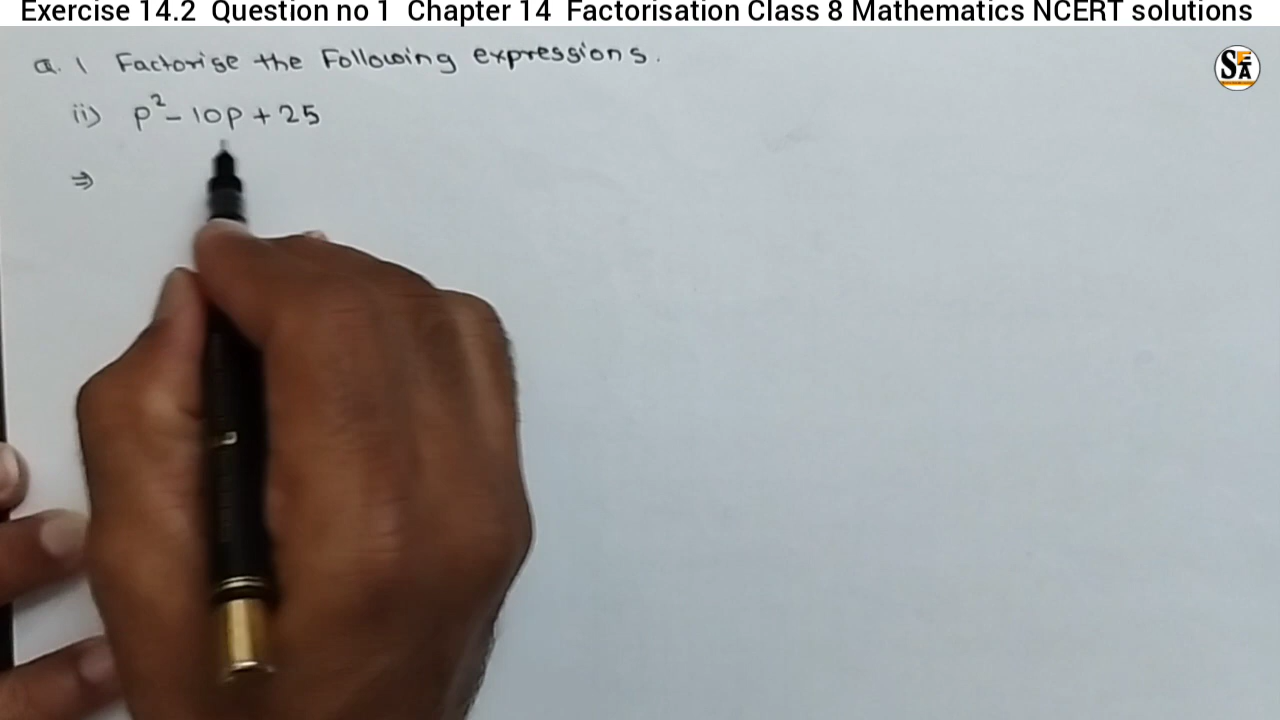 Exercise 14.2 Question no 1 Chapter 14 Factorisation Class 8 Mathematics NCERT solutions
Q. 1 Factorise the Following expressions.
ii) p² - 10p + 25
⇒
SEA